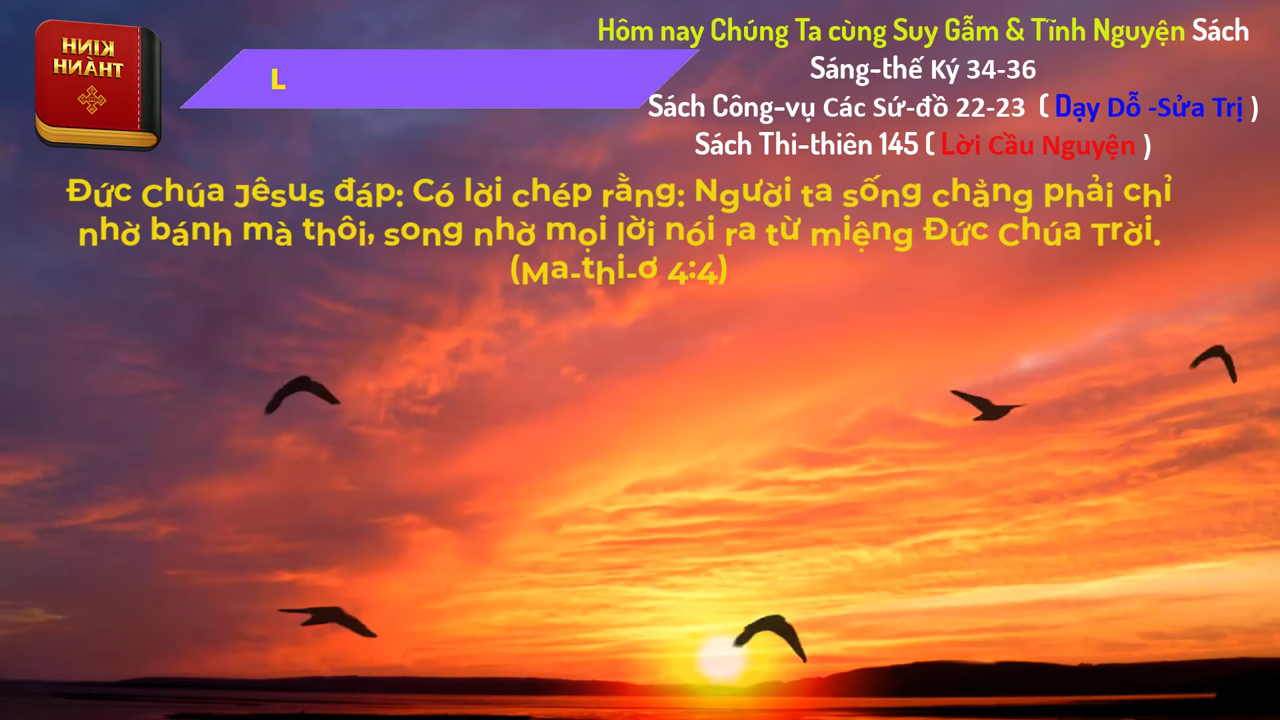 KINH
THÀNH
L
Hôm nay Chúng Ta cùng Suy Gẫm & Tĩnh Nguyện Sách
Sáng-thế Ký 34-36
Sách Công-vụ Các Sứ-đồ 22-23 ( Dạy Dỗ -Sửa Trị )
Sách Thi-thiên 145 ( Lời Cầu Nguyện )
Đức Chúa Jêsus đáp: Có lời chép rằng: Người ta sống chẳng phải chỉ
nhờ bánh mà thôi, song nhờ mọi lời nói ra từ miệng Đức Chúa Trời.
(Ma-thi-ơ 4:4)